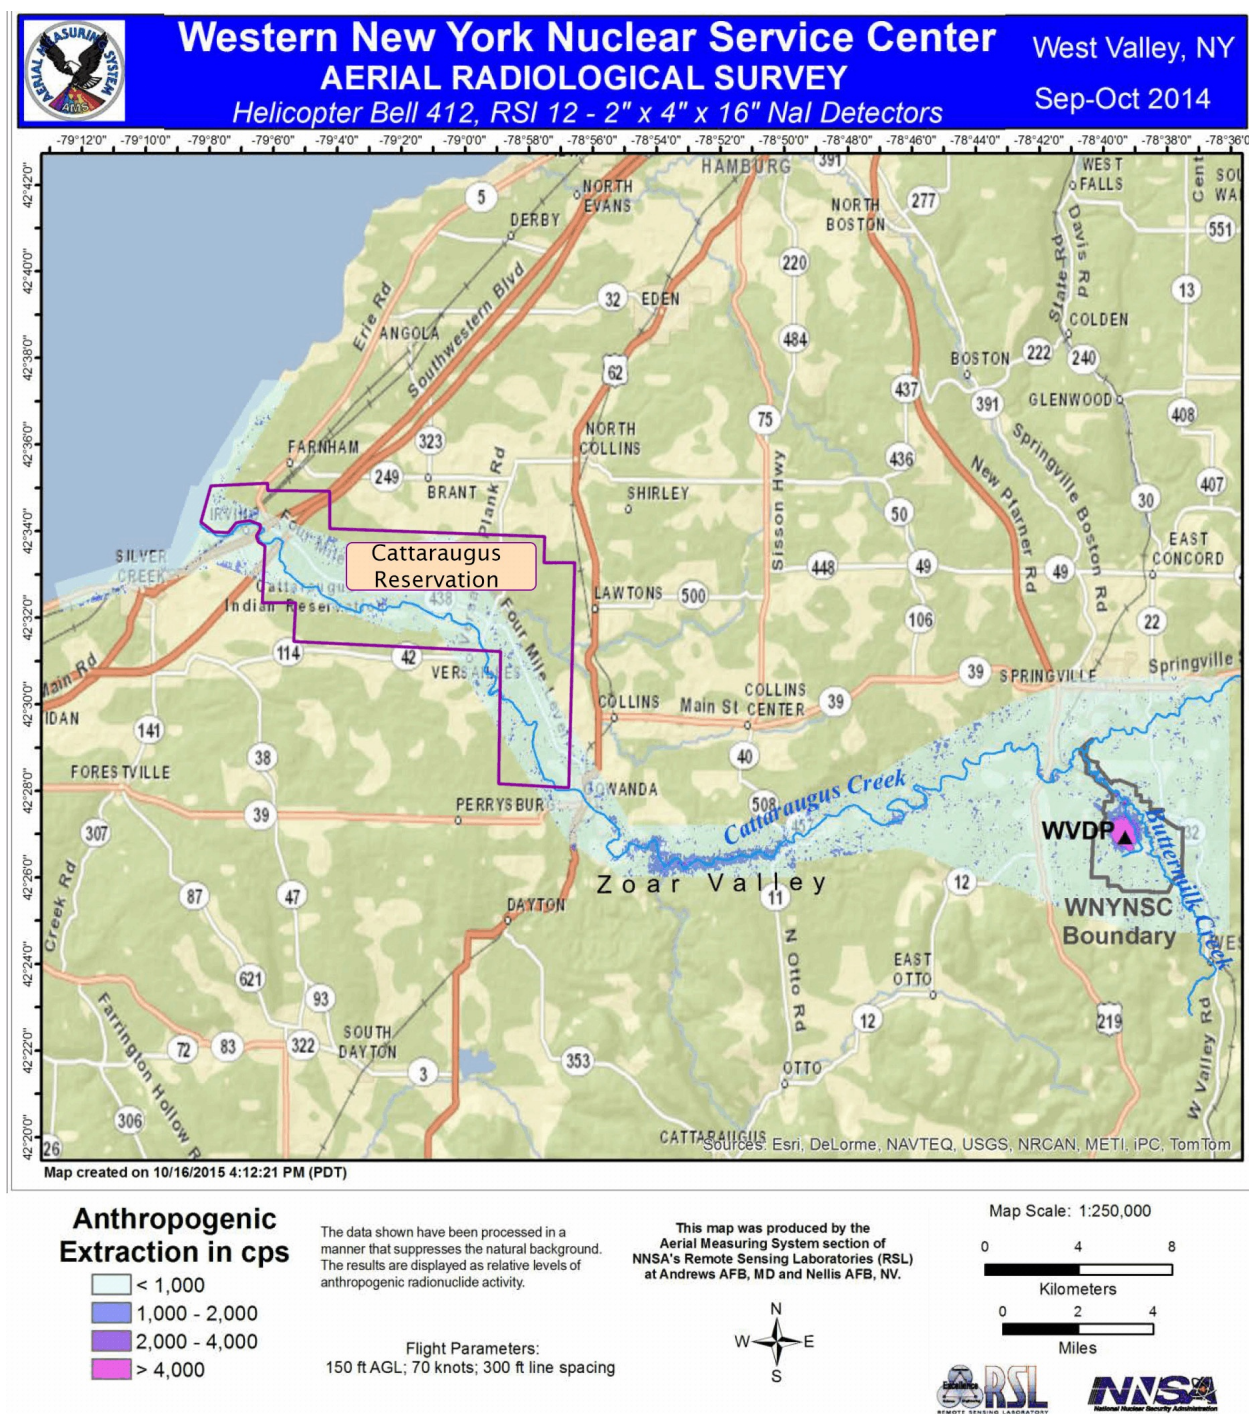 Western New York Nuclear Service Center
AERIAL RADIOLOGICAL SURVEY
Helicopter Bell 412, RSI 12 - 2" x 4" x 16" NaI Detectors
West Valley, NY
Sep-Oct 2014
AERIAL MEASURING SYSTEM
AMS
-79°12'0" -79°10'0" -79°8'0" -79°6'0" -79°4'0" -79°2'0" -79°0'0" -78°58'0" -78°56'0" -78°54'0" -78°52'0" -78°50'0" -78°48'0" -78°46'0" -78°44'0" -78°42'0" -78°40'0" -78°38'0" -78°36'0"
42°42'0"
42°40'0"
42°38'0"
42°36'0"
42°34'0"
42°32'0"
42°30'0"
42°28'0"
42°26'0"
42°24'0"
42°22'0"
42°20'0"
HAMBURG
391
WEST
FALLS
5
NORTH
EVANS
DERBY
NORTH
BOSTON
277
551
State Rd
Davis Rd
220
13
Erie Rd
32
EDEN
ANGOLA
Southwestern Blvd
COLDEN
484
BOSTON
222
240
62
437
391
GLENWOOD
75
408
323
NORTH
COLLINS
FARNHAM
436
249
BRANT
Plank Rd
Sisson Hwy
New Pfarner Rd
Springville Boston Rd
407
SHIRLEY
30
50
IRVING
EAST
CONCORD
SILVER
CREEK
Cattaraugus
Reservation
448
49
49
Cattaraugus
Indian Reservation
438
LAWTONS
500
Four Mile Level
106
22
114
42
VERSAILLES
39
SPRINGVILLE
Springville
Main Rd
COLLINS
Main St
COLLINS
CENTER
39
141
38
40
FORESTVILLE
GOWANDA
39
PERRYSBURG
508
Cattaraugus Creek
WVDP
Buttermilk Creek
307
Zoar Valley
12
WNYNSC
Boundary
Creek Rd
87
47
DAYTON
11
N Otto Rd
EAST
OTTO
621
93
12
219
Farrington Hollow R
72
83
322
SOUTH
DAYTON
3
353
OTTO
W Valley Rd
306
26
CATTARAUGUS
Sources: Esri, DeLorme, NAVTEQ, USGS, NRCAN, METI, iPC, TomTom
Map created on 10/16/2015 4:12:21 PM (PDT)
Anthropogenic
Extraction in cps
< 1,000
1,000 - 2,000
2,000 - 4,000
> 4,000
The data shown have been processed in a
manner that suppresses the natural background.
The results are displayed as relative levels of
anthropogenic radionuclide activity.
Flight Parameters:
150 ft AGL; 70 knots; 300 ft line spacing
This map was produced by the
Aerial Measuring System section of
NNSA's Remote Sensing Laboratories (RSL)
at Andrews AFB, MD and Nellis AFB, NV.
N
W E
S
Map Scale: 1:250,000
0 4 8
Kilometers
0 2 4
Miles
RSL
REMOTE SENSING LABORATORY
NNSA
National Nuclear Security Administration